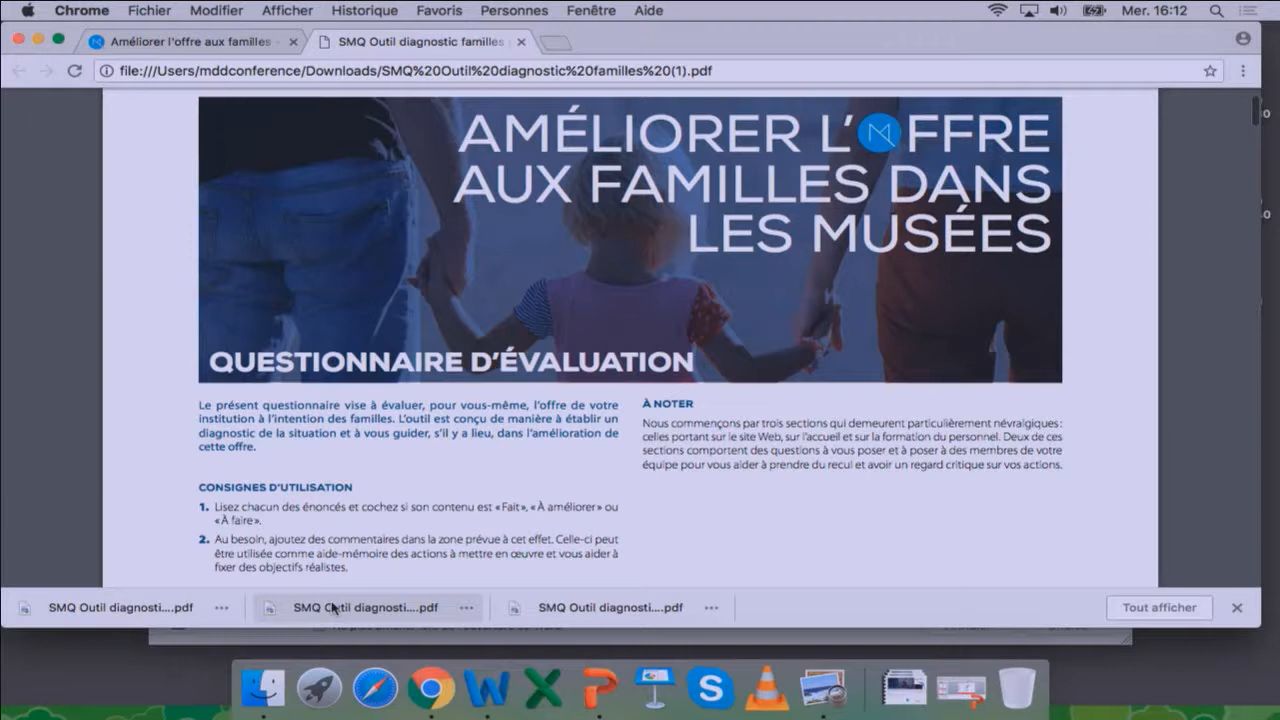 Chrome Fichier Modifier Afficher Historique Favoris Personnes Fenêtre Aide Mer. 16:12
Améliorer l'offre aux familles - SMQ Outil diagnostic familles
file:///Users/mddconference/Downloads/SMQ%20Outil%20diagnostic%20familles%20(1).pdf
AMÉLIORER L'OFFRE
AUX FAMILLES DANS
LES MUSÉES
QUESTIONNAIRE D'ÉVALUATION
Le présent questionnaire vise à évaluer, pour vous-même, l'offre de votre
institution à l'intention des familles. L'outil est conçu de manière à établir un
diagnostic de la situation et à vous guider, s'il y a lieu, dans l'amélioration de
cette offre.
CONSIGNES D'UTILISATION
1. Lisez chacun des énoncés et cochez si son contenu est «Fait», «À améliorer» ou
«À faire».
2. Au besoin, ajoutez des commentaires dans la zone prévue à cet effet. Celle-ci peut
être utilisée comme aide-mémoire des actions à mettre en œuvre et vous aider à
fixer des objectifs réalistes.
À NOTER
Nous commençons par trois sections qui demeurent particulièrement névralgiques :
celles portant sur le site Web, sur l'accueil et sur la formation du personnel. Deux de ces
sections comportent des questions à vous poser et à poser à des membres de votre
équipe pour vous aider à prendre du recul et avoir un regard critique sur vos actions.
SMQ Outil diagnosti....pdf SMQ Outil diagnosti....pdf SMQ Outil diagnosti....pdf Tout afficher